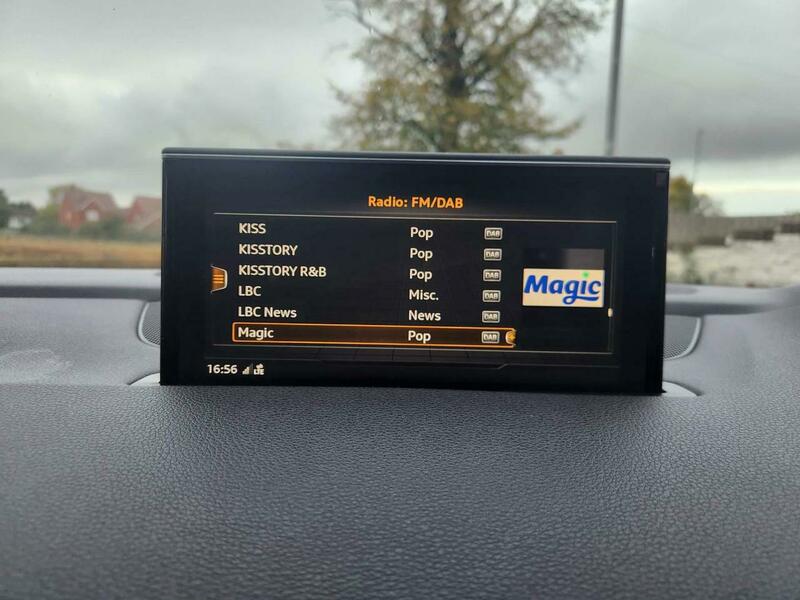 Radio: FM/DAB
KISS Pop DAB
KISSTORY Pop DAB
KISSTORY R&B Pop DAB
LBC Misc. DAB
LBC News News DAB
Magic Pop DAB
Magic
16:56 LTE